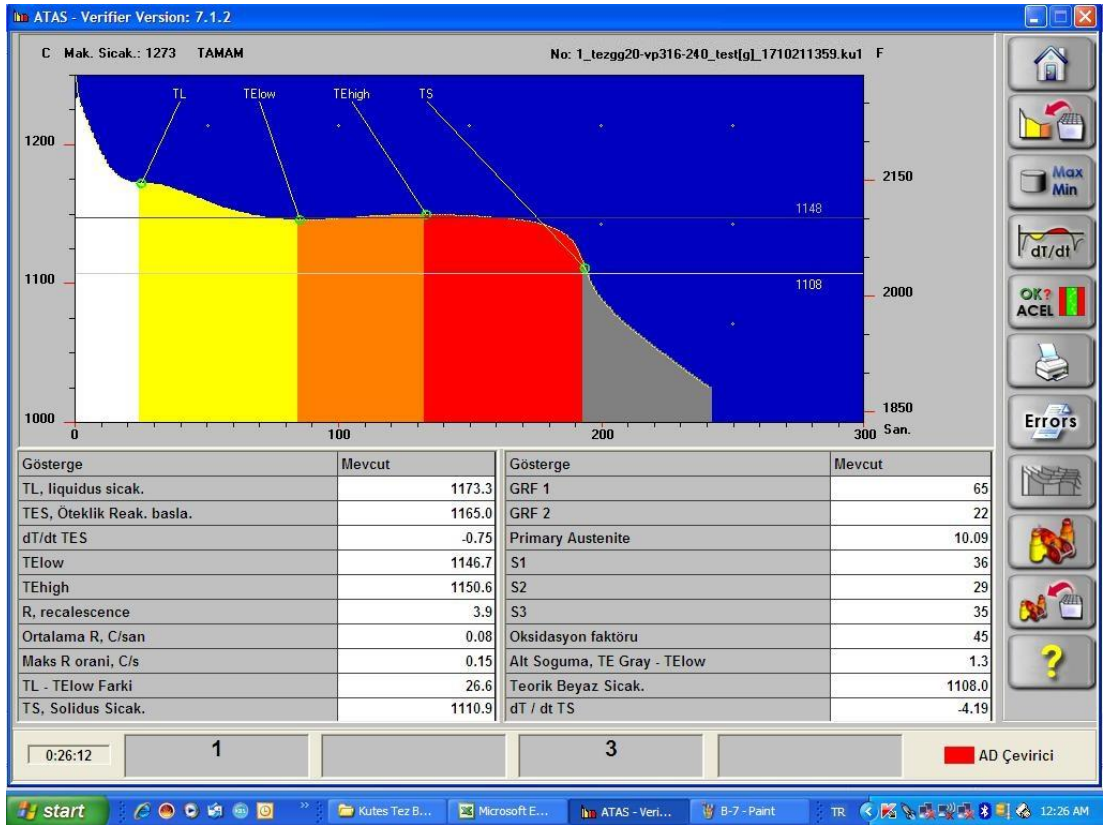 ATAS - Verifier Version: 7.1.2
C Mak. Sicak.: 1273 TAMAM No: 1_tezgg20-vp316-240_test[g]_1710211359.ku1 F
TL TElow TEhigh TS
1200
2150
1148
1100
1108
2000
1000
1850
0 100 200 300 San.
Gösterge Mevcut Gösterge Mevcut
TL, liquidus sicak. 1173.3 GRF 1 65
TES, Öteklik Reak. basla. 1165.0 GRF 2 22
dT/dt TES -0.75 Primary Austenite 10.09
TElow 1146.7 S1 36
TEhigh 1150.6 S2 29
R, recalescence 3.9 S3 35
Ortalama R, C/san 0.08 Oksidasyon faktöru 45
Maks R orani, C/s 0.15 Alt Soguma, TE Gray - TElow 1.3
TL - TElow Farki 26.6 Teorik Beyaz Sicak. 1108.0
TS, Solidus Sicak. 1110.9 dT / dt TS -4.19
Max
Min
dT/dt
OK?
ACEL
Errors
?
0:26:12 1 3 AD Çevirici
start Kutes Tez B... Microsoft E... ATAS - Veri... B-7 - Paint TR 12:26 AM